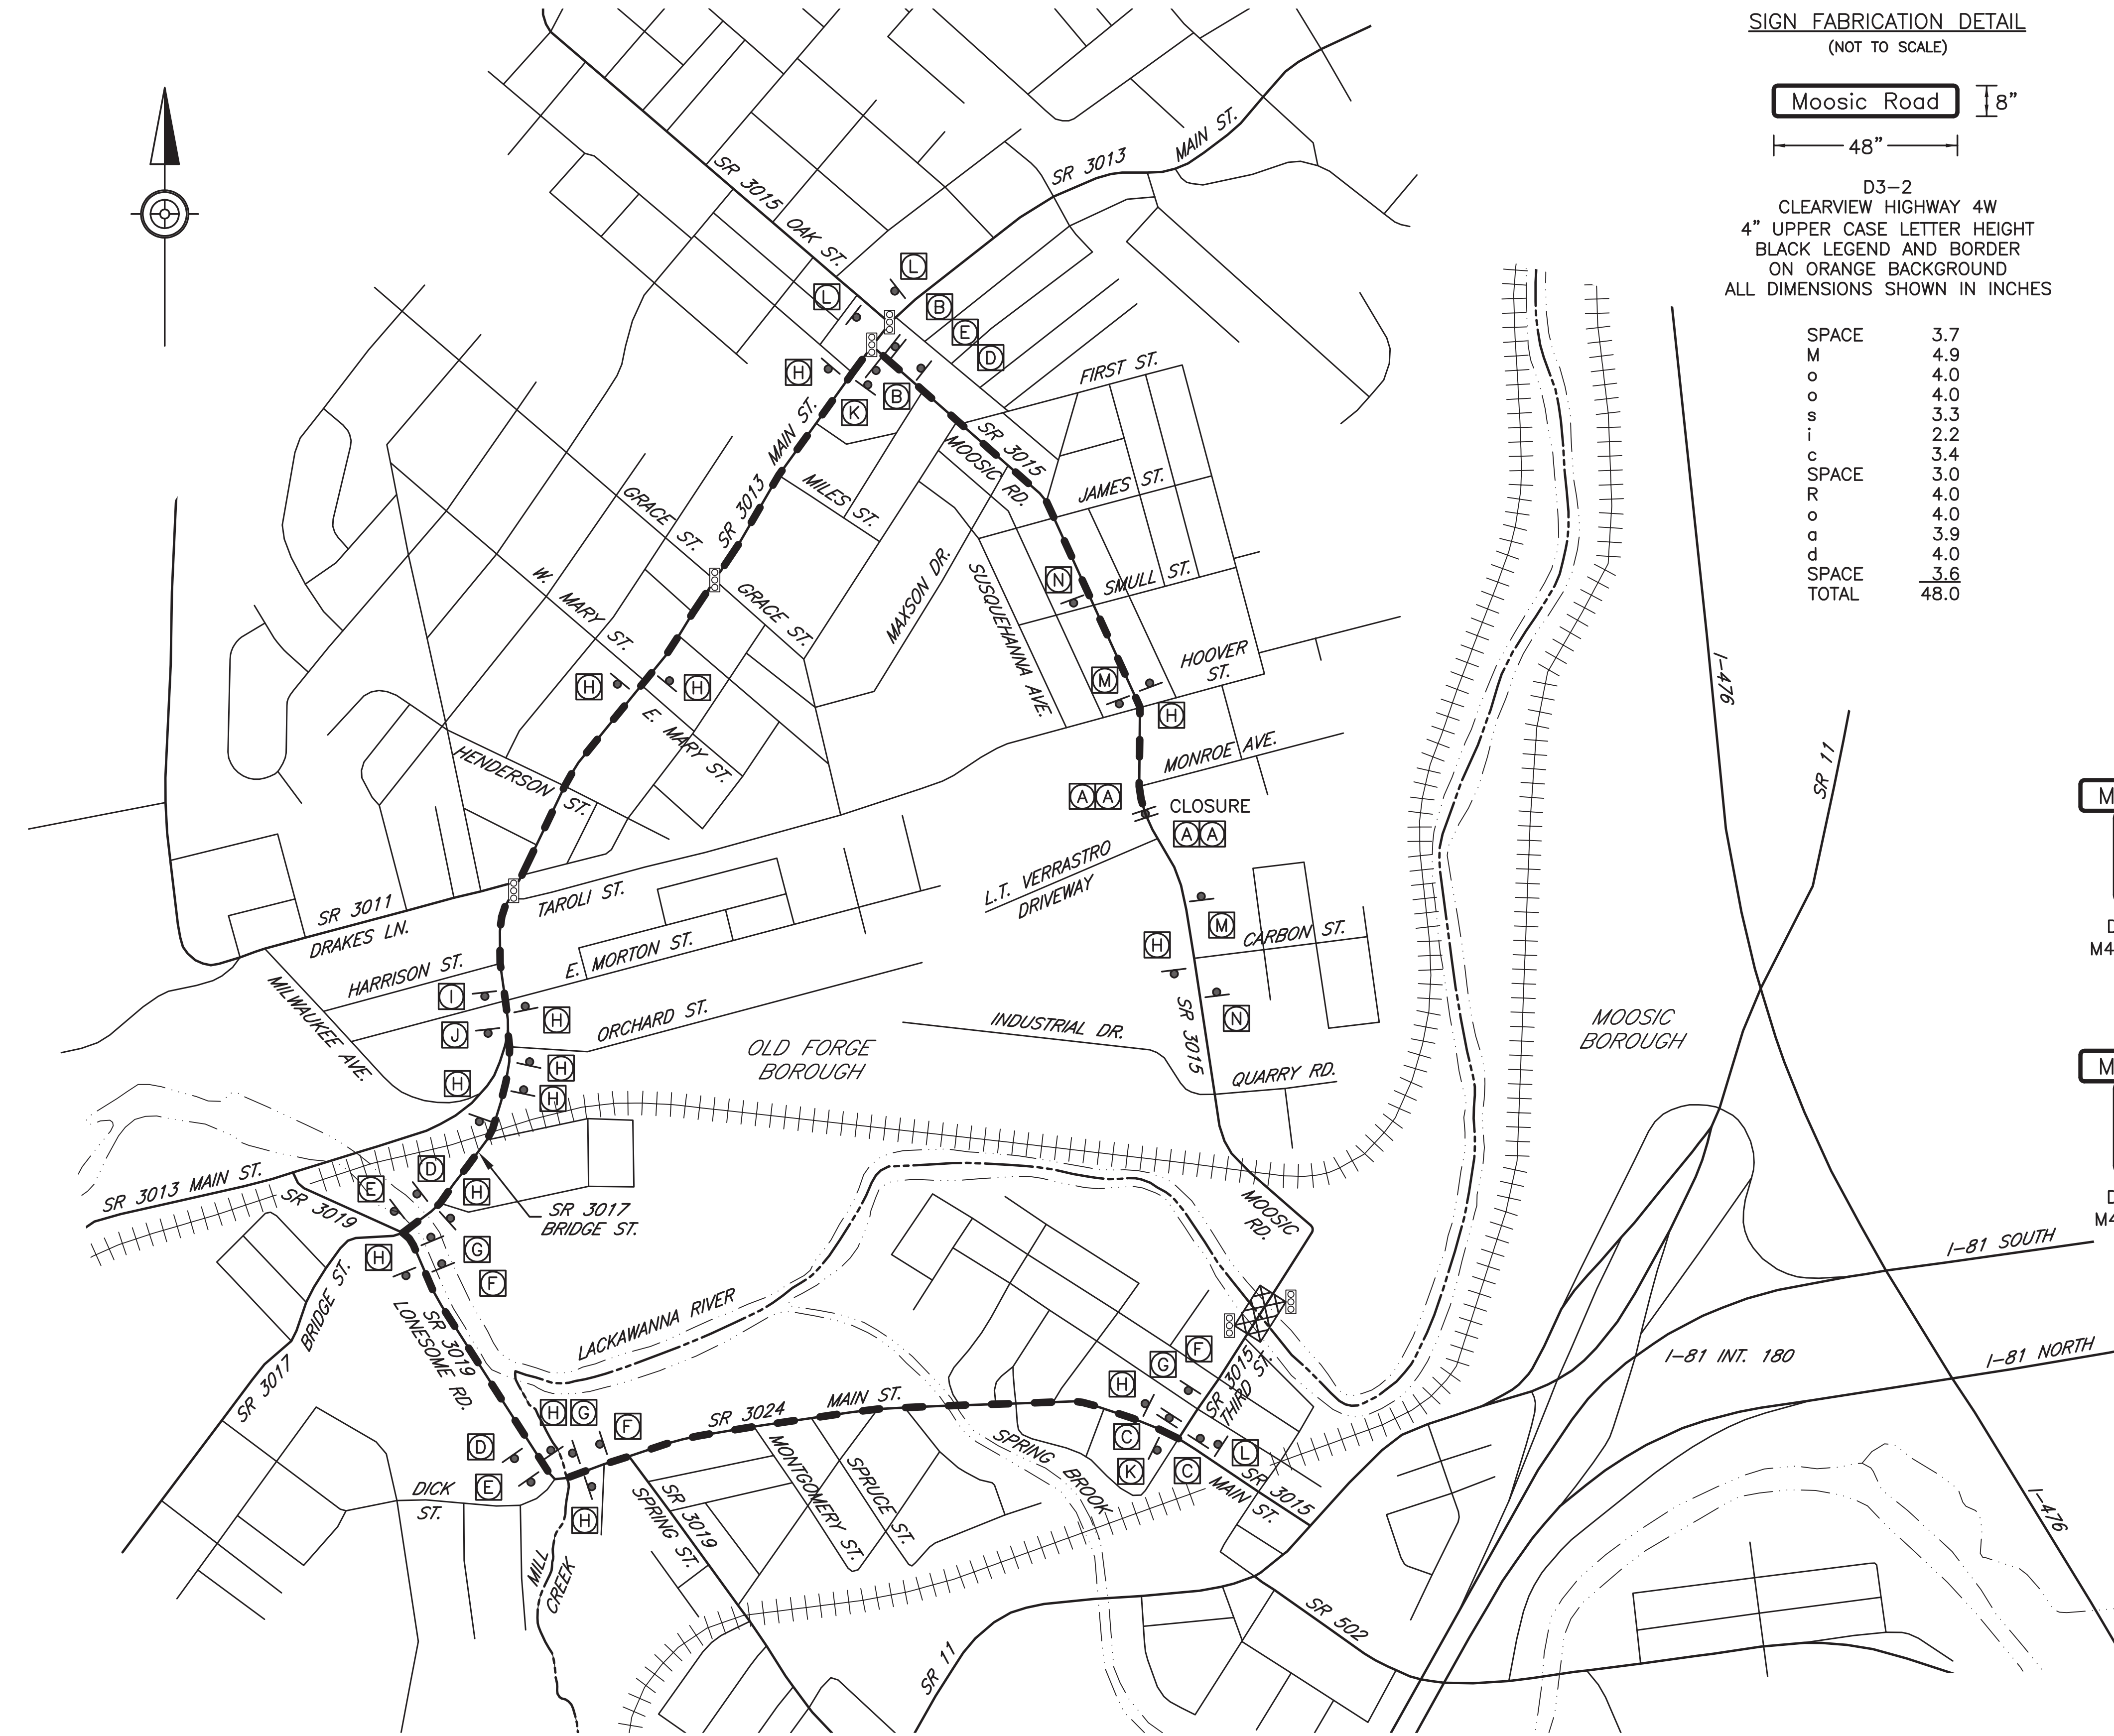 SIGN FABRICATION DETAIL
(NOT TO SCALE)
Moosic Road
8”
48”
D3-2
CLEARVIEW HIGHWAY 4W
4” UPPER CASE LETTER HEIGHT
BLACK LEGEND AND BORDER
ON ORANGE BACKGROUND
ALL DIMENSIONS SHOWN IN INCHES
SPACE 3.7
M 4.9
o 4.0
o 4.0
s 3.3
i 2.2
c 3.4
SPACE 3.0
R 4.0
o 4.0
a 3.9
d 4.0
SPACE 3.6
TOTAL 48.0
SR 3013 MAIN ST.
SR 3015 OAK ST.
L
L
B
E
D
H
K
B
FIRST ST.
SR 3013 MAIN ST.
SR 3015
MOOSIC RD.
MILES ST.
JAMES ST.
GRACE ST.
GRACE ST.
W. MARY ST.
MAXSON DR.
SUSQUEHANNA AVE.
N
SMULL ST.
HOOVER
ST.
M
H
H
H
E. MARY ST.
HENDERSON ST.
MONROE AVE.
I-476
SR 11
A A
CLOSURE
A A
L.T. VERRASTRO
DRIVEWAY
M
D
M4
M
D
M4
SR 3011
DRAKES LN.
TAROLI ST.
M
H
CARBON ST.
HARRISON ST.
E. MORTON ST.
MILWAUKEE AVE.
I
J
H
ORCHARD ST.
N
SR 3015
INDUSTRIAL DR.
QUARRY RD.
OLD FORGE
BOROUGH
MOOSIC
BOROUGH
H
H
H
SR 3013 MAIN ST.
SR 3019
D
E
H
SR 3017
BRIDGE ST.
MOOSIC
RD.
H
G
F
SR 3017 BRIDGE ST.
SR 3019
LONESOME RD.
LACKAWANNA RIVER
I-81 SOUTH
I-81 INT. 180
I-81 NORTH
F
G
H
SR 3015
THIRD ST.
H
G
F
SR 3024 MAIN ST.
D
E
H
DICK
ST.
C
K
C
L
SR 3015
MAIN ST.
SPRING BROOK
MONTGOMERY ST.
SPRUCE ST.
SR 3019
SPRING ST.
MILL
CREEK
I-476
SR 502
SR 11